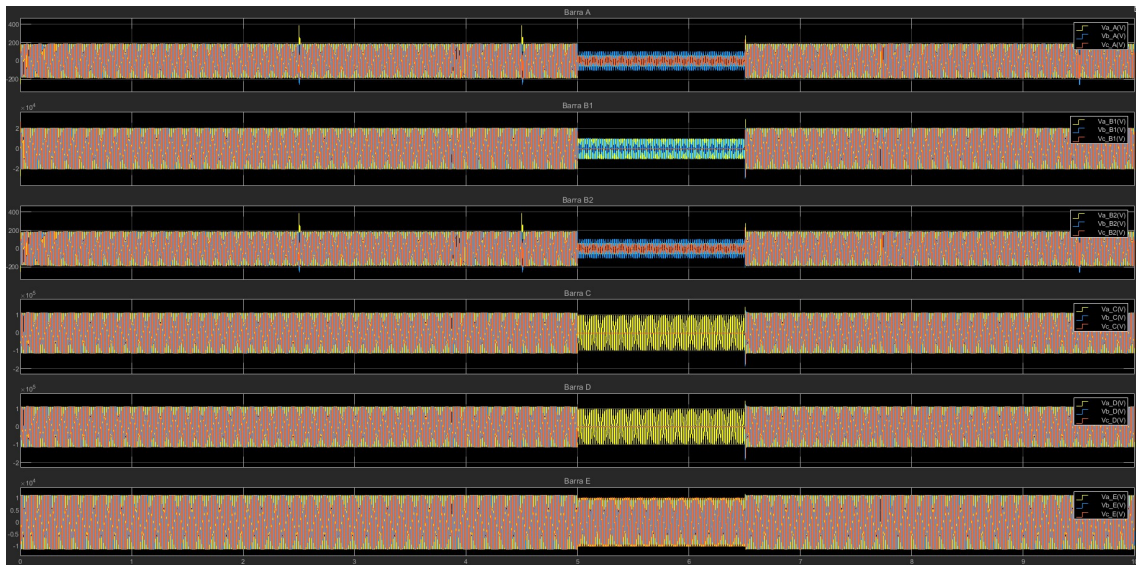 Barra A
400
200
0
-200
Va_A(V)
Vb_A(V)
Vc_A(V)
Barra B1
×10⁴
2
0
-2
Va_B1(V)
Vb_B1(V)
Vc_B1(V)
Barra B2
400
200
0
-200
Va_B2(V)
Vb_B2(V)
Vc_B2(V)
Barra C
×10⁵
1
0
-1
-2
Va_C(V)
Vb_C(V)
Vc_C(V)
Barra D
×10⁵
1
0
-1
-2
Va_D(V)
Vb_D(V)
Vc_D(V)
Barra E
×10⁴
1
0.5
0
-0.5
-1
Va_E(V)
Vb_E(V)
Vc_E(V)
0 1 2 3 4 5 6 7 8 9